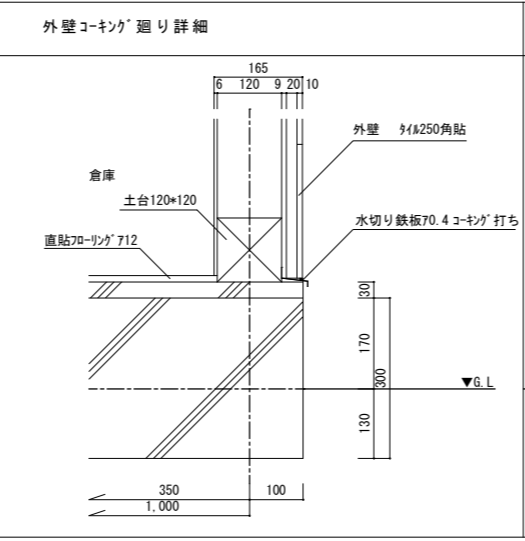 外壁コーキング廻り詳細
165
6 120 9 20 10
外壁 タイル250角貼
倉庫
土台120*120
水切り鉄板ア0.4 コーキング打ち
直貼フローリングア12
30
170
300
▼G.L
130
350 100
1,000